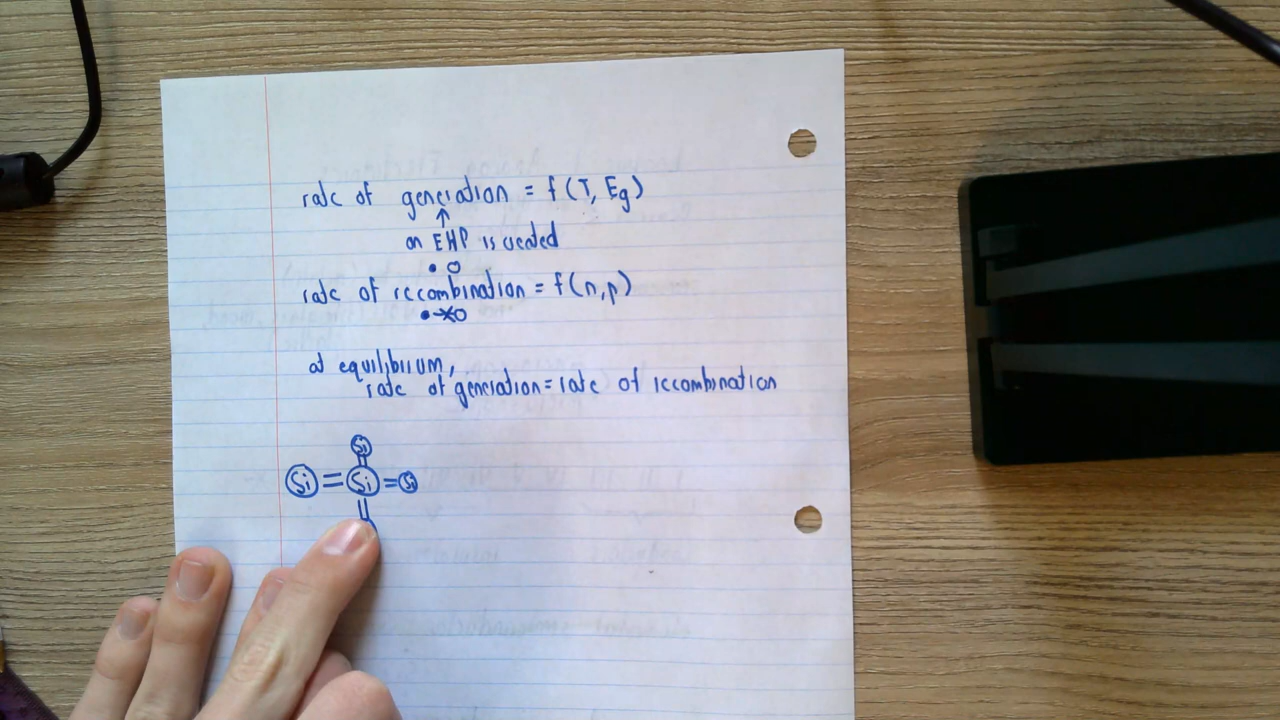 rate of generation = f(T, Eg)
↑
an EHP is created
rate of recombination = f(n,p)
at equilibrium,
rate of generation = rate of recombination
Si
Si = Si = Si